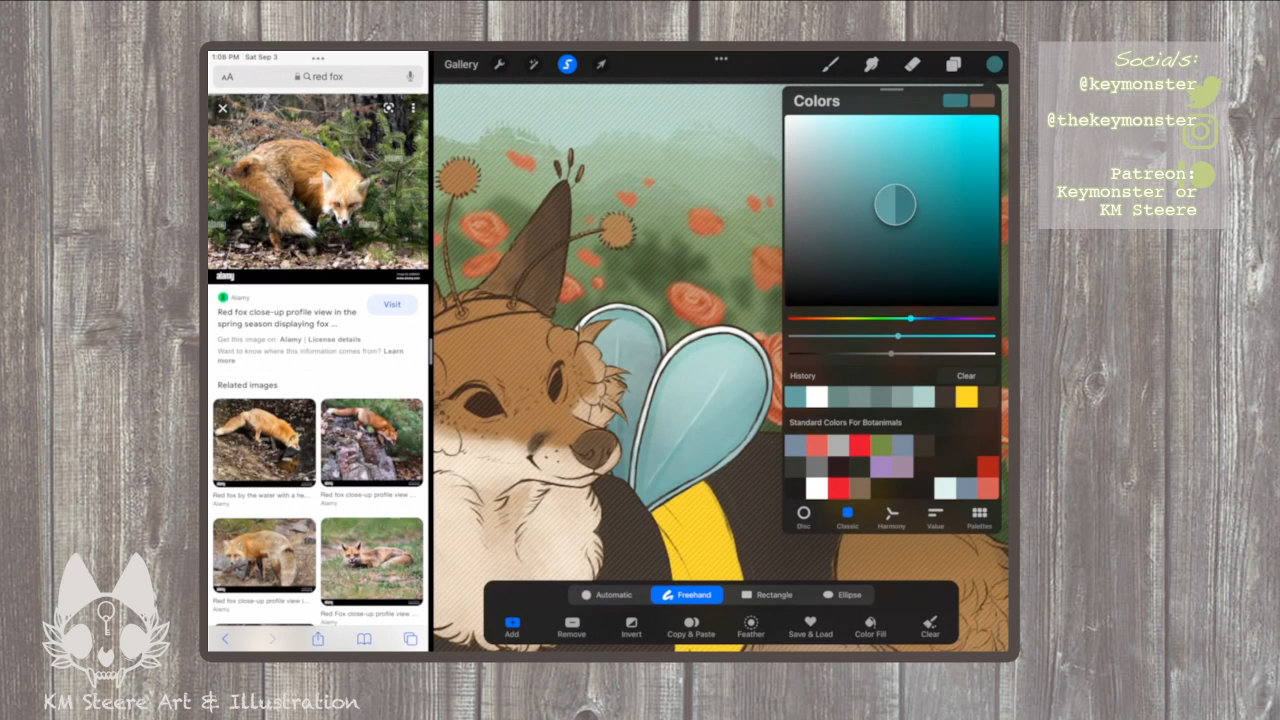 1:08 PM Sat Sep 3
AA
red fox
alamy
Alamy
Red fox close-up profile view in the
spring season displaying fox ...
Visit
Get this image on: Alamy | License details
Want to know where this information comes from? Learn
more
Related images
Red fox by the water with a he...
Alamy
Red fox close-up profile view ...
Alamy
Red fox close-up profile view i...
Alamy
Red Fox close-up profile view ...
Alamy
Gallery
Colors
History
Clear
Standard Colors For Botanimals
Disc
Classic
Harmony
Value
Palettes
Automatic
Freehand
Rectangle
Ellipse
Add
Remove
Invert
Copy & Paste
Feather
Save & Load
Color Fill
Clear
Socials:
@keymonster
@thekeymonster
Patreon:
Keymonster or
KM Steere
KM Steere Art & Illustration